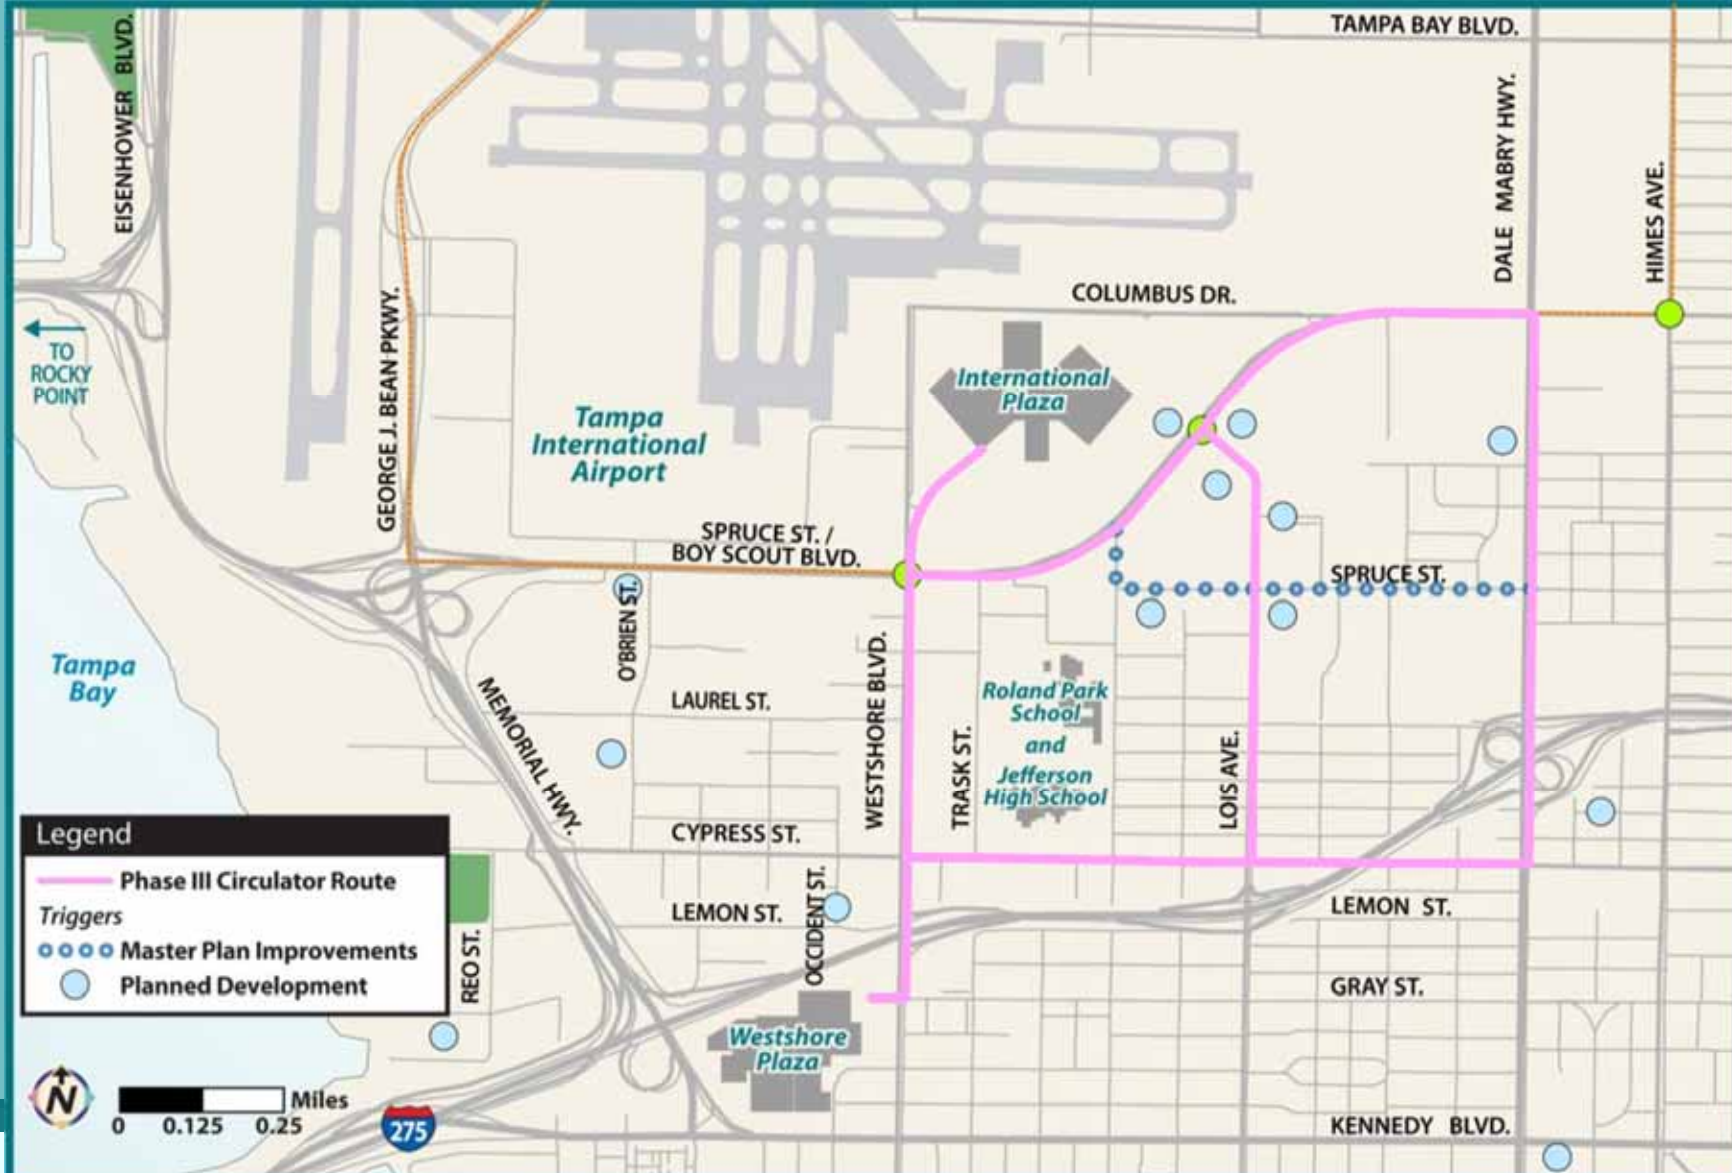 TAMPA BAY BLVD.
EISENHOWER BLVD.
DALE MABRY HWY.
HIMES AVE.
COLUMBUS DR.
GEORGE J. BEAN PKWY.
TO
ROCKY
POINT
International
Plaza
Tampa
International
Airport
SPRUCE ST. /
BOY SCOUT BLVD.
SPRUCE ST.
O'BRIEN ST.
Tampa
Bay
MEMORIAL HWY.
LAUREL ST.
WESTSHORE BLVD.
TRASK ST.
Roland Park
School
and
Jefferson
High School
LOIS AVE.
CYPRESS ST.
LEMON ST.
OCCIDENT ST.
LEMON ST.
REO ST.
GRAY ST.
Westshore
Plaza
KENNEDY BLVD.
Legend
Phase III Circulator Route
Triggers
Master Plan Improvements
Planned Development
N
Miles
0 0.125 0.25
275